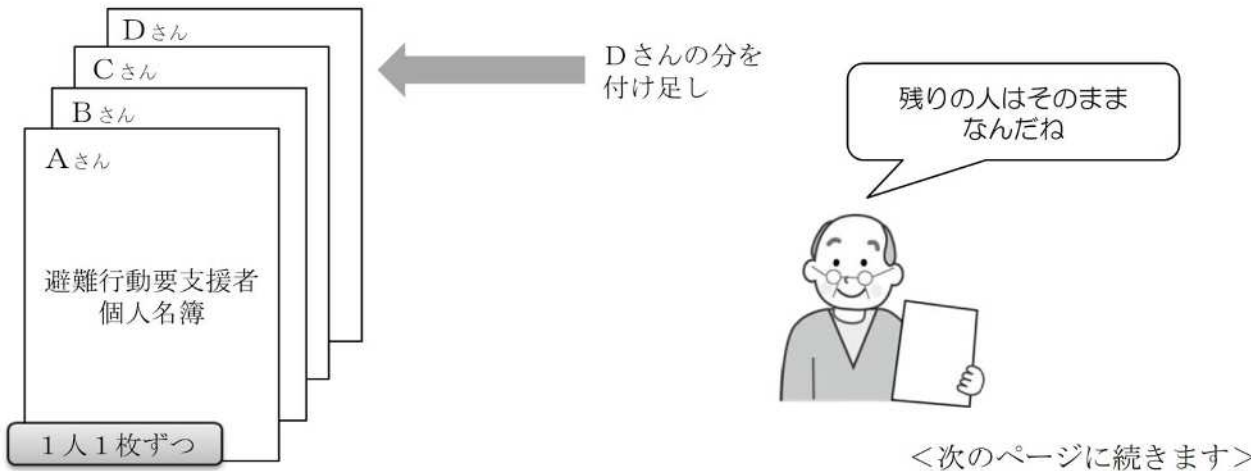 Dさん
Cさん
Bさん
Aさん
避難行動要支援者
個人名簿
1人1枚ずつ
Dさんの分を
付け足し
残りの人はそのまま
なんだね
<次のページに続きます>